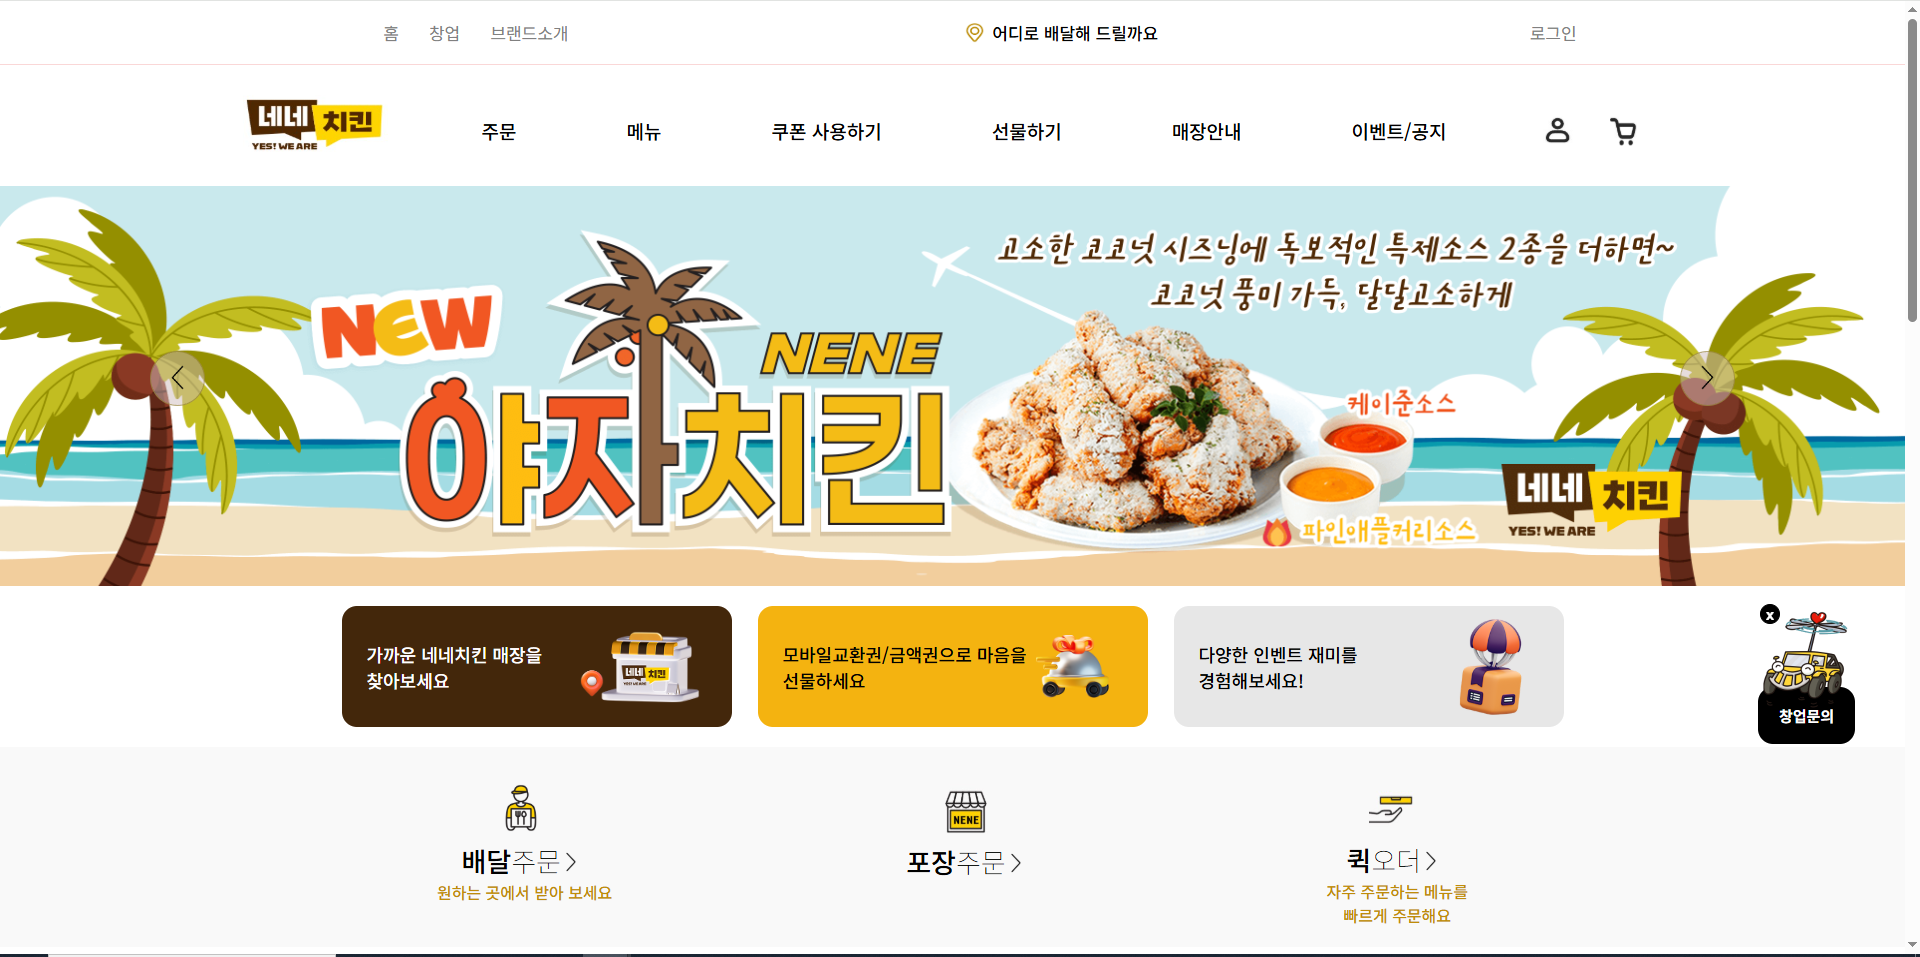 홈 창업 브랜드소개 어디로 배달해 드릴까요 로그인
네네치킨
YES! WE ARE
주문 메뉴 쿠폰 사용하기 선물하기 매장안내 이벤트/공지
고소한 코코넛 시즈닝에 독보적인 특제소스 2종을 더하면~
코코넛 풍미 가득, 달달고소하게
NEW
NENE
야자치킨
케이준소스
파인애플커리소스
네네치킨
YES! WE ARE
가까운 네네치킨 매장을
찾아보세요
네네치킨
모바일교환권/금액권으로 마음을
선물하세요
다양한 인벤트 재미를
경험해보세요!
x
창업문의
배달주문
원하는 곳에서 받아 보세요
NENE
포장주문
퀵오더
자주 주문하는 메뉴를
빠르게 주문해요